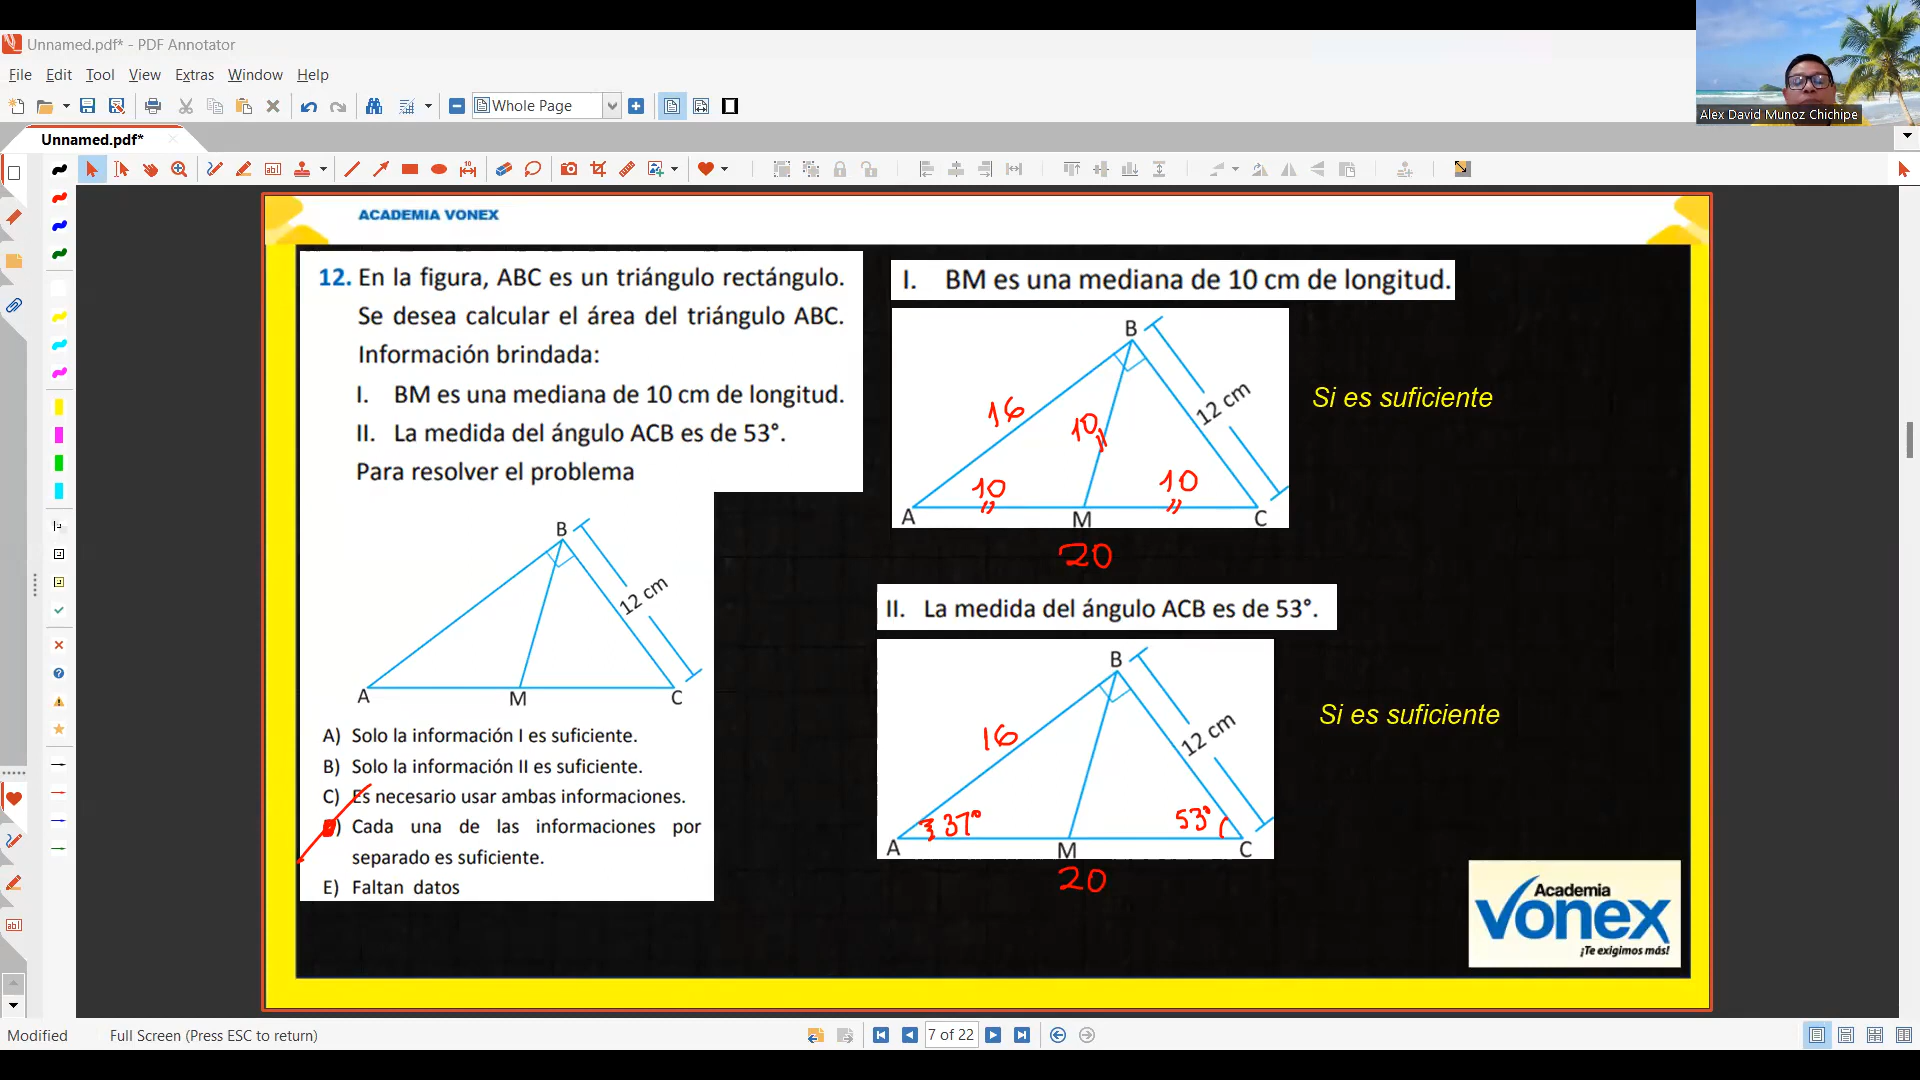 Unnamed.pdf* - PDF Annotator
File Edit Tool View Extras Window Help
Whole Page
Alex David Munoz Chichipe
Unnamed.pdf*
ACADEMIA VONEX
12. En la figura, ABC es un triángulo rectángulo.
Se desea calcular el área del triángulo ABC.
Información brindada:
I. BM es una mediana de 10 cm de longitud.
II. La medida del ángulo ACB es de 53°.
Para resolver el problema
B
12 cm
A M C
A) Solo la información I es suficiente.
B) Solo la información II es suficiente.
C) Es necesario usar ambas informaciones.
D) Cada una de las informaciones por
separado es suficiente.
E) Faltan datos
I. BM es una mediana de 10 cm de longitud.
B
16 10 12 cm
10 10
A M C
20
Si es suficiente
II. La medida del ángulo ACB es de 53°.
B
16 12 cm
37° 53°
A M C
20
Si es suficiente
Academia
Vonex
¡Te exigimos más!
Modified Full Screen (Press ESC to return) 7 of 22